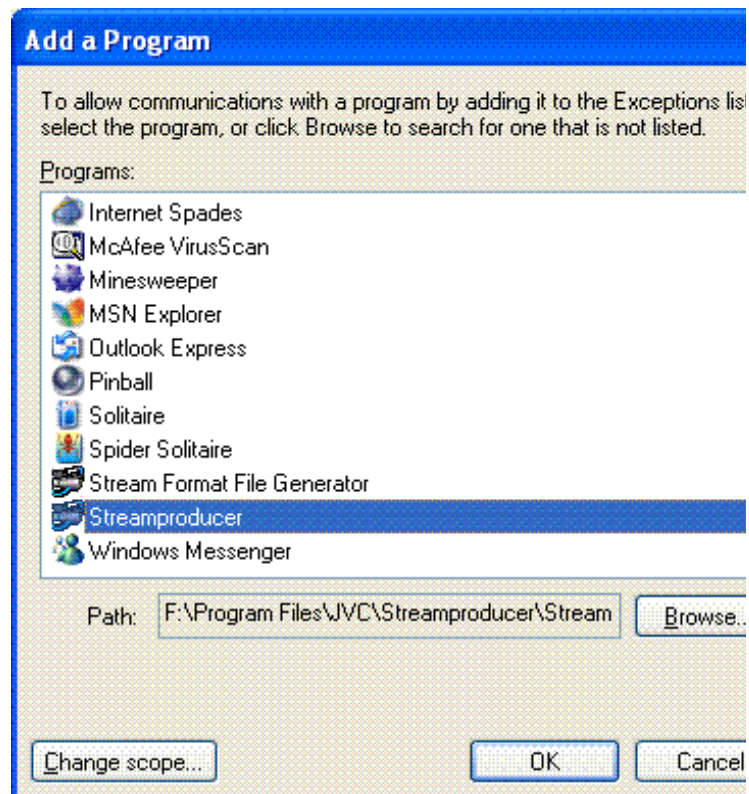 Add a Program
To allow communications with a program by adding it to the Exceptions lis
select the program, or click Browse to search for one that is not listed.
Programs:
Internet Spades
McAfee VirusScan
Minesweeper
MSN Explorer
Outlook Express
Pinball
Solitaire
Spider Solitaire
Stream Format File Generator
Streamproducer
Windows Messenger
Path: F:\Program Files\JVC\Streamproducer\Stream Browse..
Change scope... OK Cancel